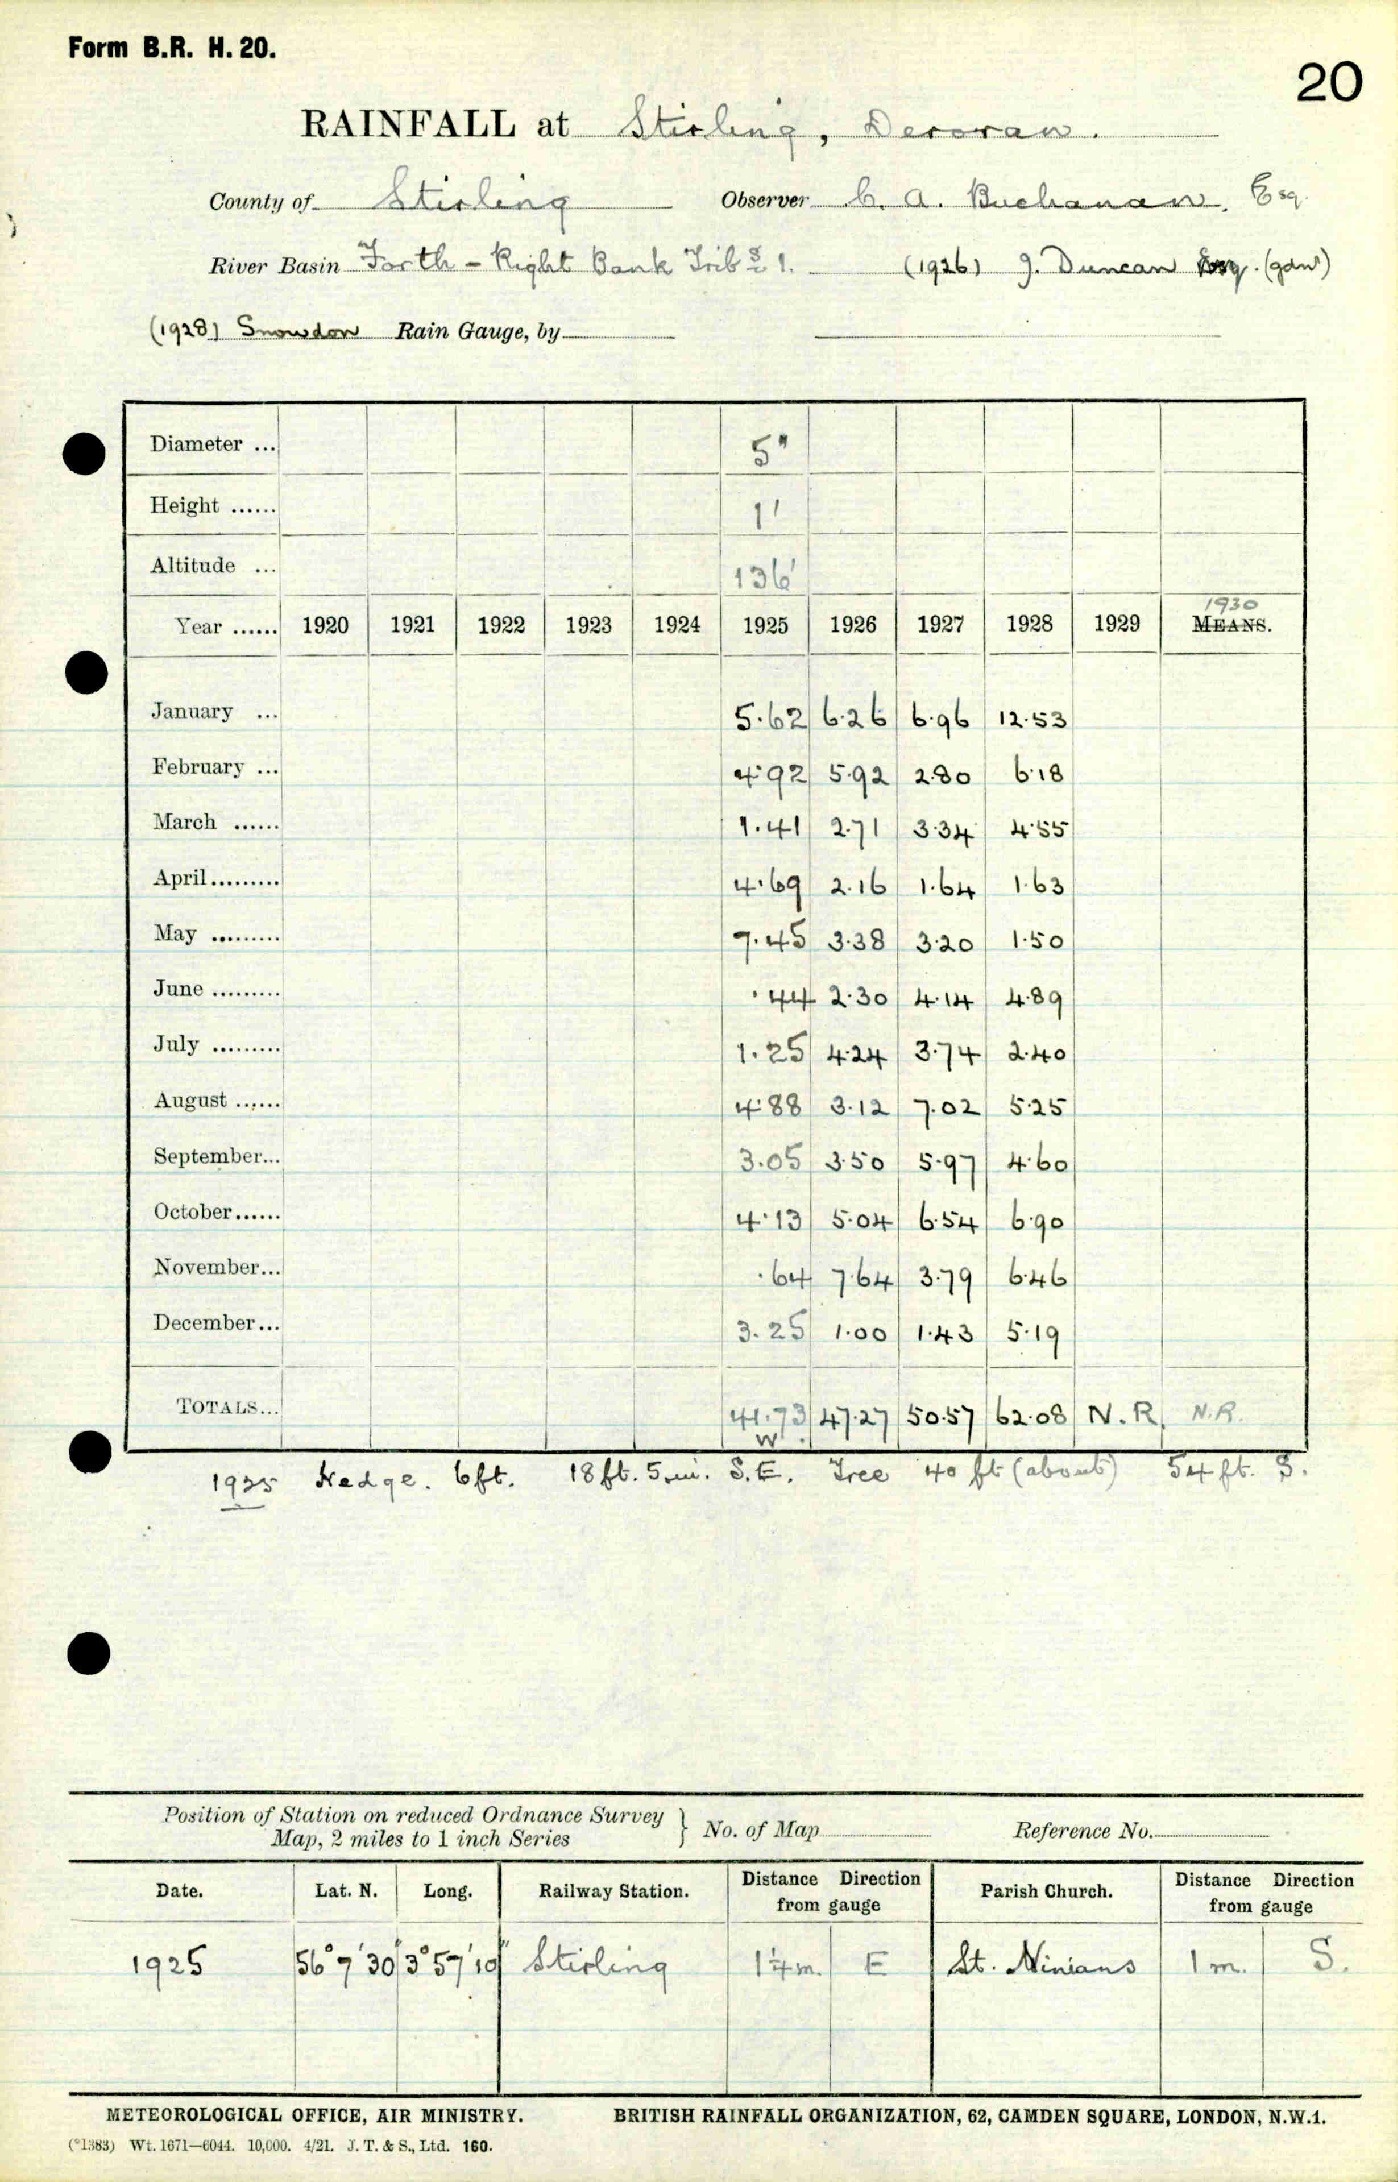 Form B.R. H. 20.
20
RAINFALL at Stirling, Deroran.
County of Stirling Observer C. A. Buchanan, Esq.
River Basin Forth - Right Bank Tribs 1. (1926) J. Duncan Esq. (gdnr)
(1928) Snowdon Rain Gauge, by
Diameter ... 5"
Height ...... 1'
Altitude ... 136'
1930
Year ...... 1920 1921 1922 1923 1924 1925 1926 1927 1928 1929 MEANS.
January ... 5.62 6.26 6.96 12.53
February ... 4.92 5.92 2.80 6.18
March ...... 1.41 2.71 3.34 4.55
April......... 4.69 2.16 1.64 1.63
May ......... 7.45 3.38 3.20 1.50
June ......... .44 2.30 4.14 4.89
July ......... 1.25 4.24 3.74 2.40
August ...... 4.88 3.12 7.02 5.25
September... 3.05 3.50 5.97 4.60
October...... 4.13 5.04 6.54 6.90
November... .64 7.64 3.79 6.46
December... 3.25 1.00 1.43 5.19
TOTALS... 41.73 47.27 50.57 62.08 N.R. N.R.
W
1925 Hedge. 6ft. 18ft. 5in. S.E. Tree 40 ft (about) 54 ft. S.
Position of Station on reduced Ordnance Survey
Map, 2 miles to 1 inch Series } No. of Map Reference No.
Date. Lat. N. Long. Railway Station. Distance Direction from gauge Parish Church. Distance Direction from gauge
1925 56° 7' 30" 3° 57' 10" Stirling 1¼ m. E St. Ninians 1 m. S.
METEOROLOGICAL OFFICE, AIR MINISTRY. BRITISH RAINFALL ORGANIZATION, 62, CAMDEN SQUARE, LONDON, N.W.1.
(*1383) Wt. 1671—6044. 10,000. 4/21. J. T. & S., Ltd. 160.